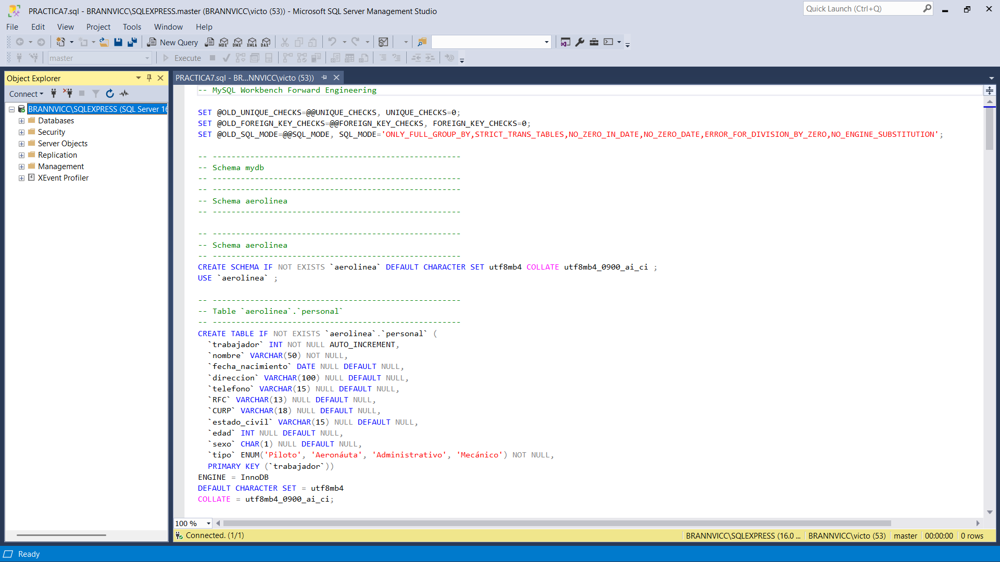 PRACTICA7.sql - BRANNVICC\SQLEXPRESS.master (BRANNVICC\victo (53)) - Microsoft SQL Server Management Studio
Quick Launch (Ctrl+Q)
File Edit View Project Tools Window Help
New Query MDX DMX XMLA DAX
master Execute
Object Explorer
Connect
BRANNVICC\SQLEXPRESS (SQL Server 16
Databases
Security
Server Objects
Replication
Management
XEvent Profiler
PRACTICA7.sql - BR...NNVICC\victo (53))
-- MySQL Workbench Forward Engineering
SET @OLD_UNIQUE_CHECKS=@@UNIQUE_CHECKS, UNIQUE_CHECKS=0;
SET @OLD_FOREIGN_KEY_CHECKS=@@FOREIGN_KEY_CHECKS, FOREIGN_KEY_CHECKS=0;
SET @OLD_SQL_MODE=@@SQL_MODE, SQL_MODE='ONLY_FULL_GROUP_BY,STRICT_TRANS_TABLES,NO_ZERO_IN_DATE,NO_ZERO_DATE,ERROR_FOR_DIVISION_BY_ZERO,NO_ENGINE_SUBSTITUTION';
-- -----------------------------------------------------
-- Schema mydb
-- -----------------------------------------------------
-- -----------------------------------------------------
-- Schema aerolinea
-- -----------------------------------------------------
-- -----------------------------------------------------
-- Schema aerolinea
-- -----------------------------------------------------
CREATE SCHEMA IF NOT EXISTS `aerolinea` DEFAULT CHARACTER SET utf8mb4 COLLATE utf8mb4_0900_ai_ci ;
USE `aerolinea` ;
-- -----------------------------------------------------
-- Table `aerolinea`.`personal`
-- -----------------------------------------------------
CREATE TABLE IF NOT EXISTS `aerolinea`.`personal` (
`trabajador` INT NOT NULL AUTO_INCREMENT,
`nombre` VARCHAR(50) NOT NULL,
`fecha_nacimiento` DATE NULL DEFAULT NULL,
`direccion` VARCHAR(100) NULL DEFAULT NULL,
`telefono` VARCHAR(15) NULL DEFAULT NULL,
`RFC` VARCHAR(13) NULL DEFAULT NULL,
`CURP` VARCHAR(18) NULL DEFAULT NULL,
`estado_civil` VARCHAR(15) NULL DEFAULT NULL,
`edad` INT NULL DEFAULT NULL,
`sexo` CHAR(1) NULL DEFAULT NULL,
`tipo` ENUM('Piloto', 'Aeronáuta', 'Administrativo', 'Mecánico') NOT NULL,
PRIMARY KEY (`trabajador`))
ENGINE = InnoDB
DEFAULT CHARACTER SET = utf8mb4
COLLATE = utf8mb4_0900_ai_ci;
100 %
Connected. (1/1)
BRANNVICC\SQLEXPRESS (16.0 ... BRANNVICC\victo (53) master 00:00:00 0 rows
Ready